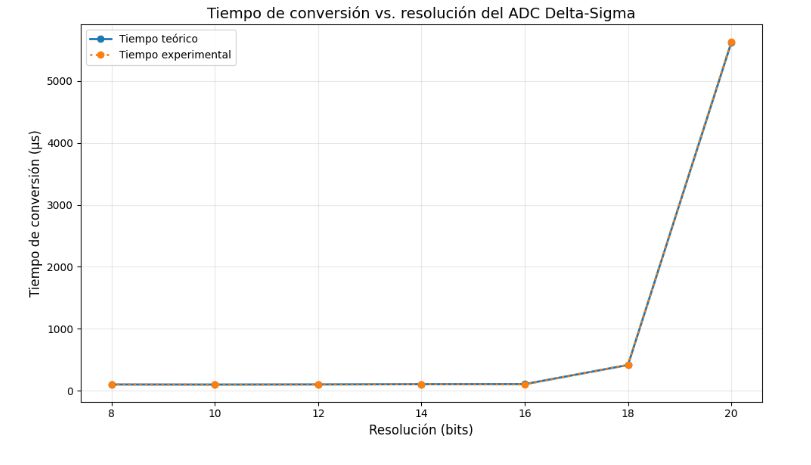 Tiempo de conversión vs. resolución del ADC Delta-Sigma
Tiempo teórico
Tiempo experimental
Tiempo de conversión (μs)
5000
4000
3000
2000
1000
0
8 10 12 14 16 18 20
Resolución (bits)